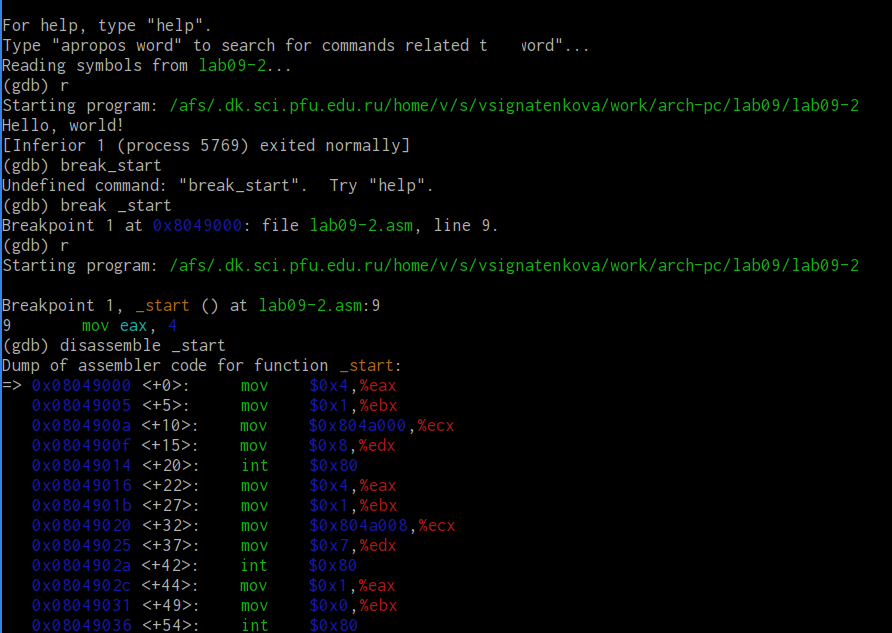 For help, type "help".
Type "apropos word" to search for commands related t word"...
Reading symbols from lab09-2...
(gdb) r
Starting program: /afs/.dk.sci.pfu.edu.ru/home/v/s/vsignatenkova/work/arch-pc/lab09/lab09-2
Hello, world!
[Inferior 1 (process 5769) exited normally]
(gdb) break_start
Undefined command: "break_start".  Try "help".
(gdb) break _start
Breakpoint 1 at 0x8049000: file lab09-2.asm, line 9.
(gdb) r
Starting program: /afs/.dk.sci.pfu.edu.ru/home/v/s/vsignatenkova/work/arch-pc/lab09/lab09-2
Breakpoint 1, _start () at lab09-2.asm:9
9       mov eax, 4
(gdb) disassemble _start
Dump of assembler code for function _start:
=> 0x08049000 <+0>:     mov    $0x4,%eax
   0x08049005 <+5>:     mov    $0x1,%ebx
   0x0804900a <+10>:    mov    $0x804a000,%ecx
   0x0804900f <+15>:    mov    $0x8,%edx
   0x08049014 <+20>:    int    $0x80
   0x08049016 <+22>:    mov    $0x4,%eax
   0x0804901b <+27>:    mov    $0x1,%ebx
   0x08049020 <+32>:    mov    $0x804a008,%ecx
   0x08049025 <+37>:    mov    $0x7,%edx
   0x0804902a <+42>:    int    $0x80
   0x0804902c <+44>:    mov    $0x1,%eax
   0x08049031 <+49>:    mov    $0x0,%ebx
   0x08049036 <+54>:    int    $0x80